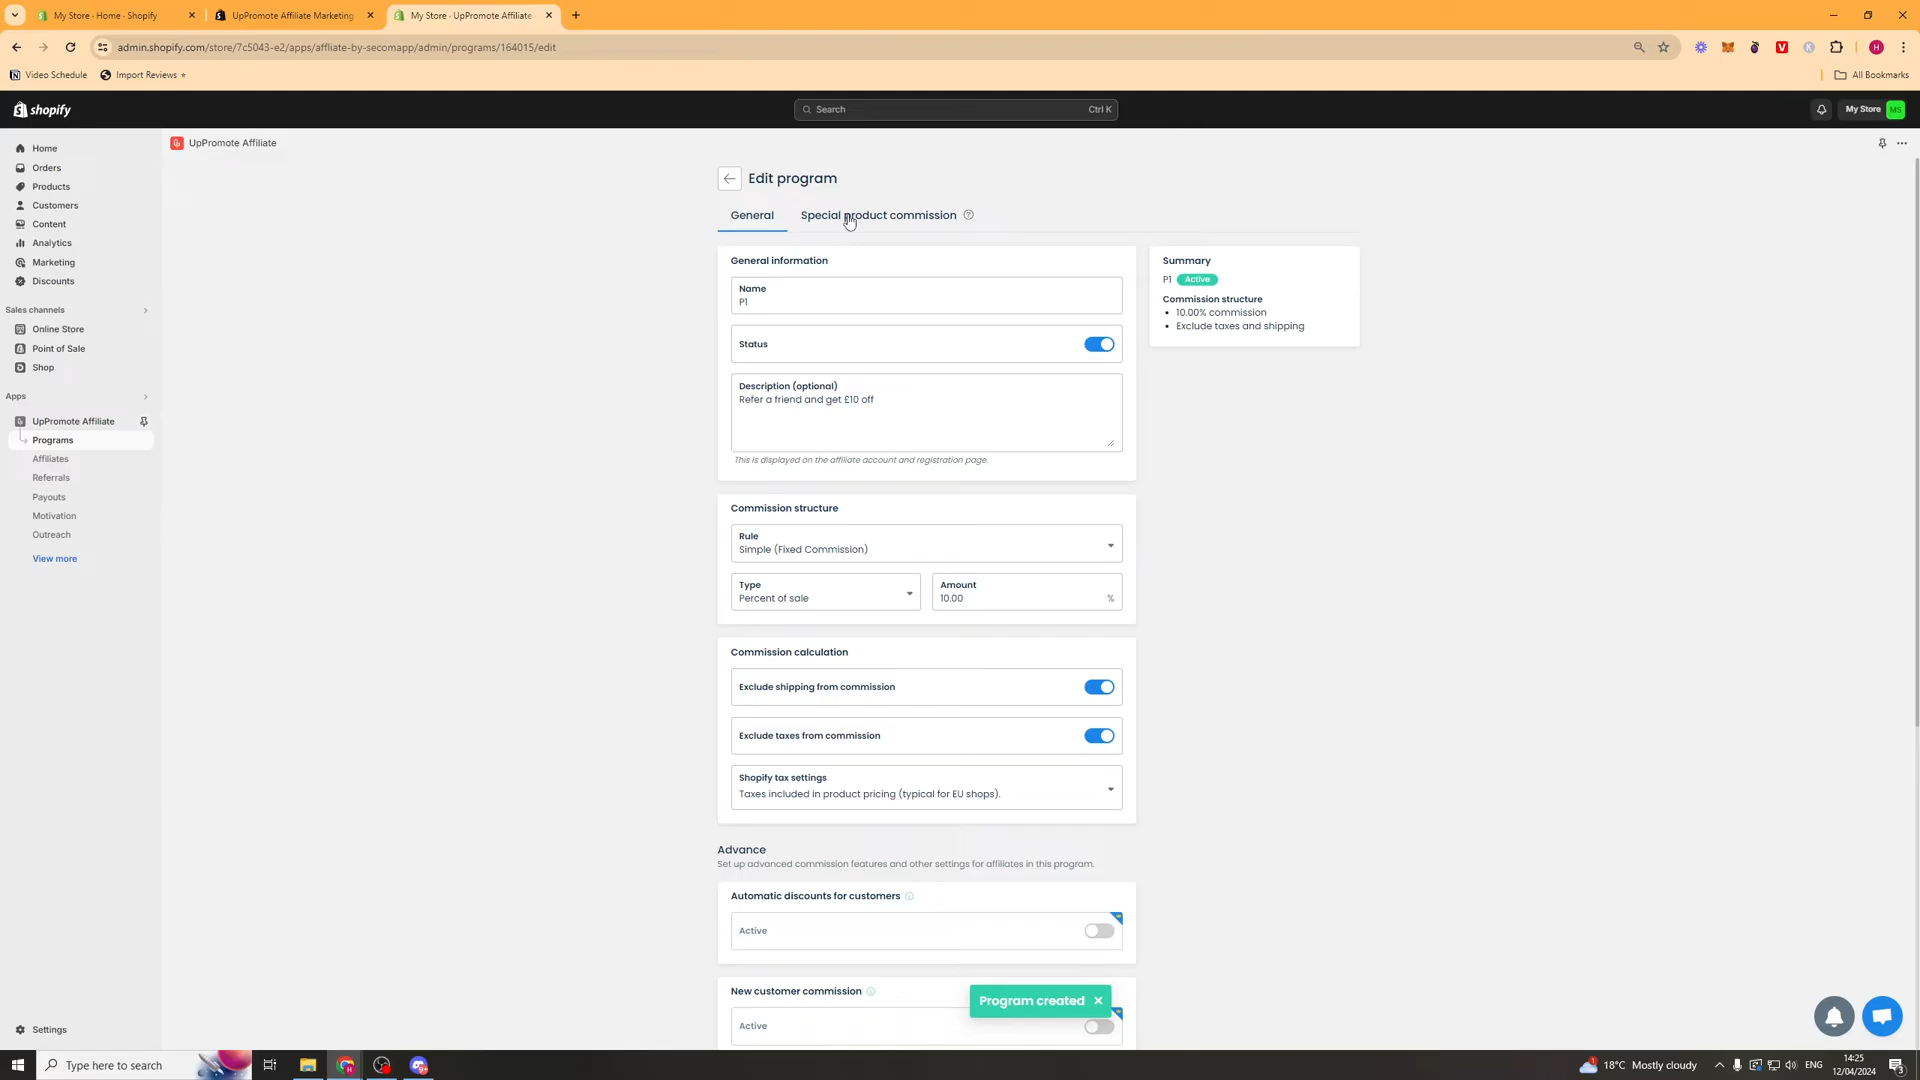 My Store - Home - Shopify
UpPromote Affiliate Marketing
My Store - UpPromote Affiliate
admin.shopify.com/store/7c5043-e2/apps/affliate-by-secomapp/admin/programs/164015/edit
Video Schedule
Import Reviews
All Bookmarks
shopify
Search
Ctrl K
My Store
MS
UpPromote Affiliate
Home
Orders
Products
Customers
Content
Analytics
Marketing
Discounts
Sales channels
Online Store
Point of Sale
Shop
Apps
UpPromote Affiliate
Programs
Affiliates
Referrals
Payouts
Motivation
Outreach
View more
Settings
Edit program
General
Special product commission
General information
Name
P1
Status
Description (optional)
Refer a friend and get £10 off
This is displayed on the affiliate account and registration page.
Commission structure
Rule
Simple (Fixed Commission)
Type
Percent of sale
Amount
10.00
%
Commission calculation
Exclude shipping from commission
Exclude taxes from commission
Shopify tax settings
Taxes included in product pricing (typical for EU shops).
Advance
Set up advanced commission features and other settings for affiliates in this program.
Automatic discounts for customers
Active
New customer commission
Active
Summary
P1 Active
Commission structure
• 10.00% commission
• Exclude taxes and shipping
Program created
Type here to search
18°C Mostly cloudy
ENG
14:25
12/04/2024